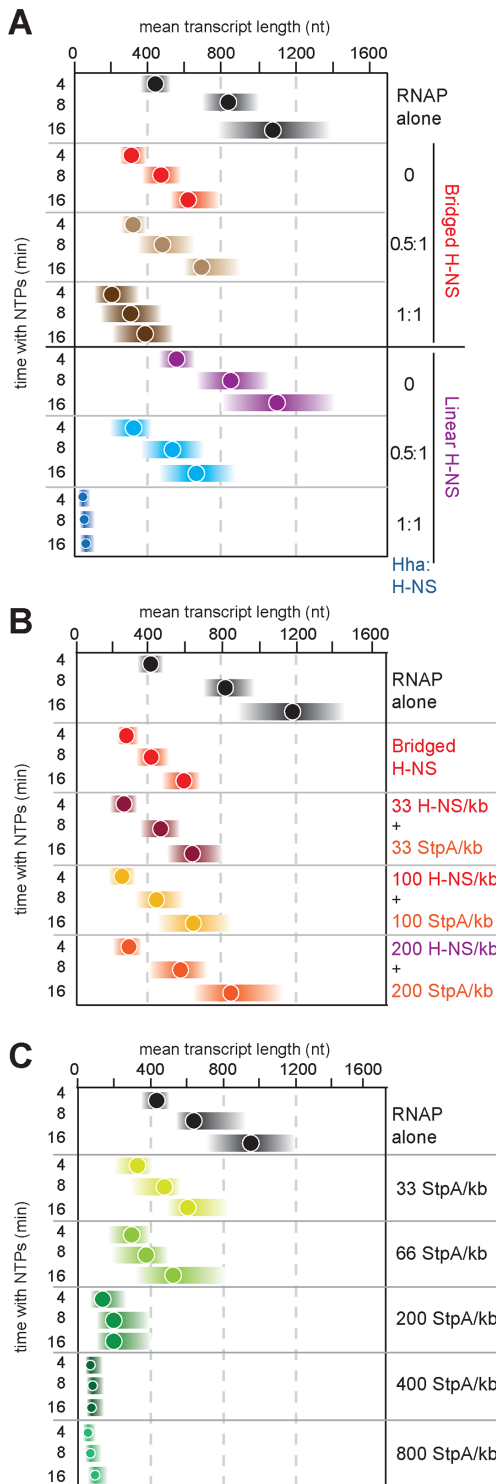 A
mean transcript length (nt)
0 400 800 1200 1600
time with NTPs (min)
4
8
16
RNAP
alone
4
8
16
0
4
8
16
0.5:1
4
8
16
1:1
Bridged H-NS
4
8
16
0
4
8
16
0.5:1
4
8
16
1:1
Linear H-NS
Hha:
H-NS
B
mean transcript length (nt)
0 400 800 1200 1600
time with NTPs (min)
4
8
16
RNAP
alone
4
8
16
Bridged
H-NS
4
8
16
33 H-NS/kb
+
33 StpA/kb
4
8
16
100 H-NS/kb
+
100 StpA/kb
4
8
16
200 H-NS/kb
+
200 StpA/kb
C
mean transcript length (nt)
0 400 800 1200 1600
time with NTPs (min)
4
8
16
RNAP
alone
4
8
16
33 StpA/kb
4
8
16
66 StpA/kb
4
8
16
200 StpA/kb
4
8
16
400 StpA/kb
4
8
16
800 StpA/kb